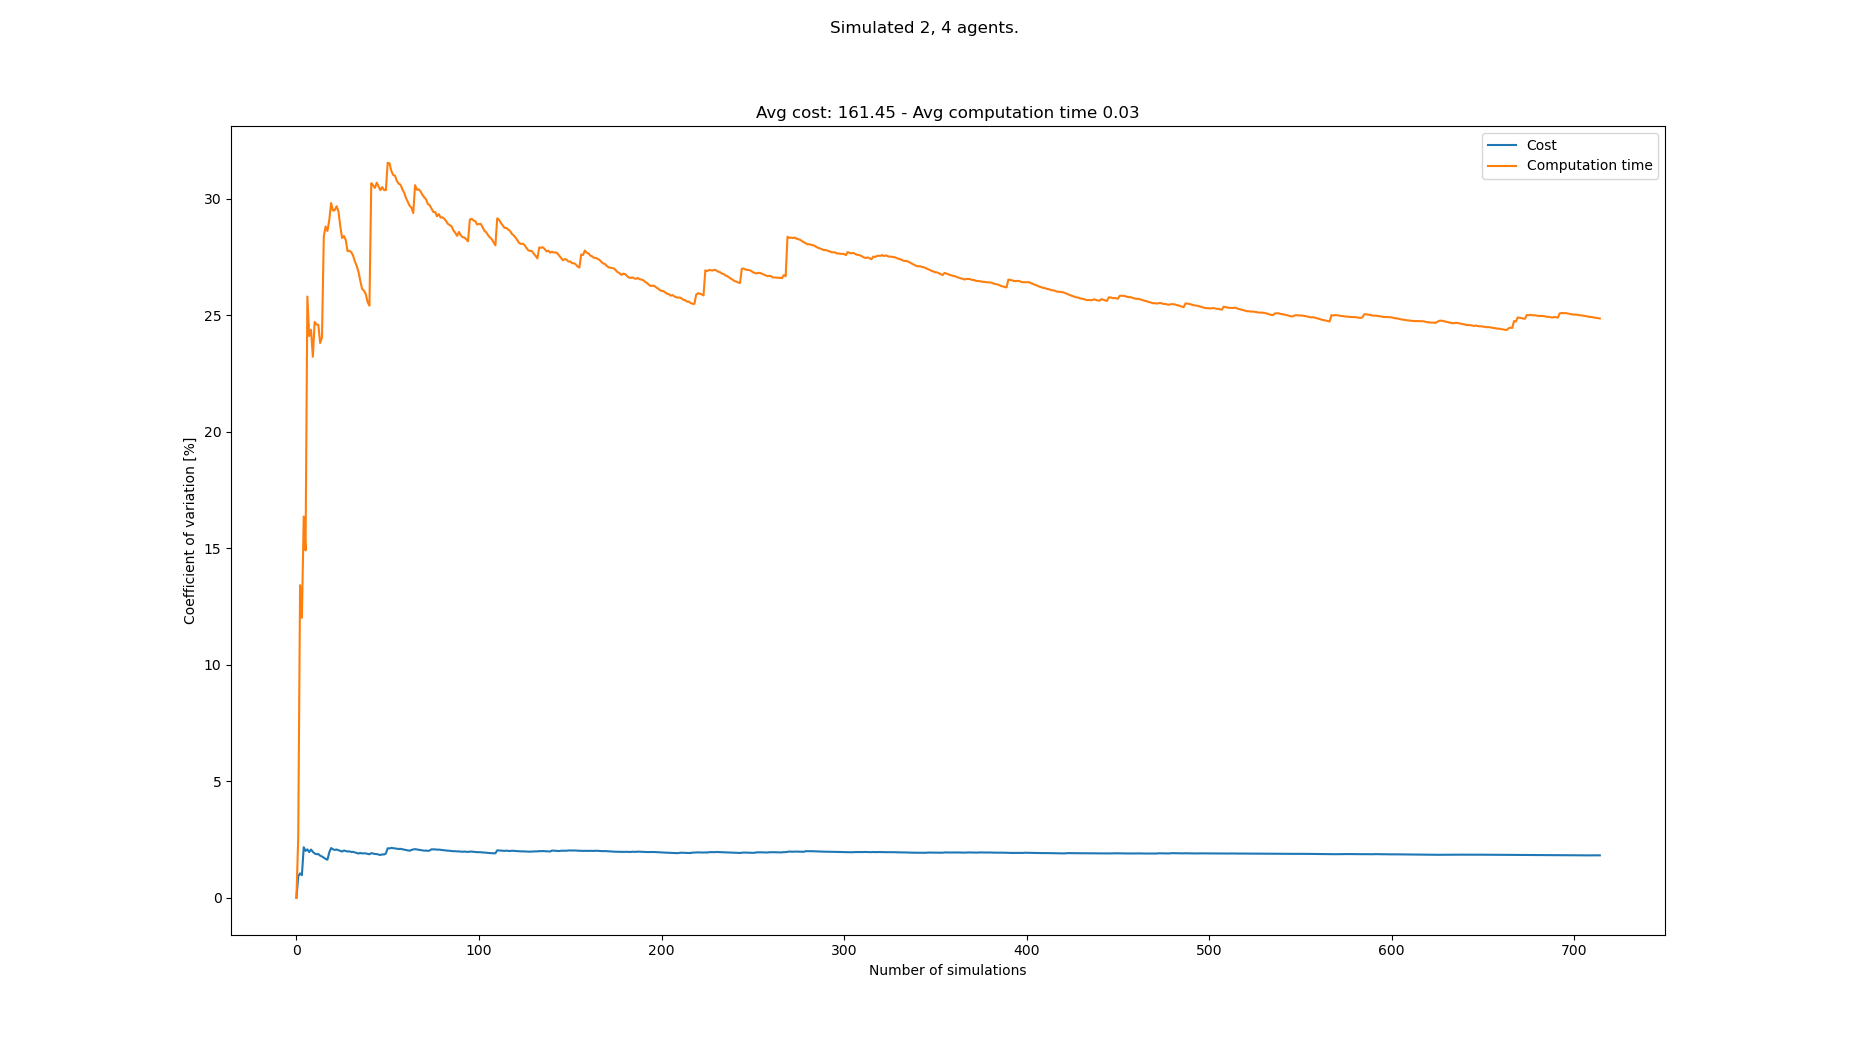 Simulated 2, 4 agents.
Avg cost: 161.45 - Avg computation time 0.03
Cost
Computation time
30
25
20
15
10
5
0
Coefficient of variation [%]
0 100 200 300 400 500 600 700
Number of simulations